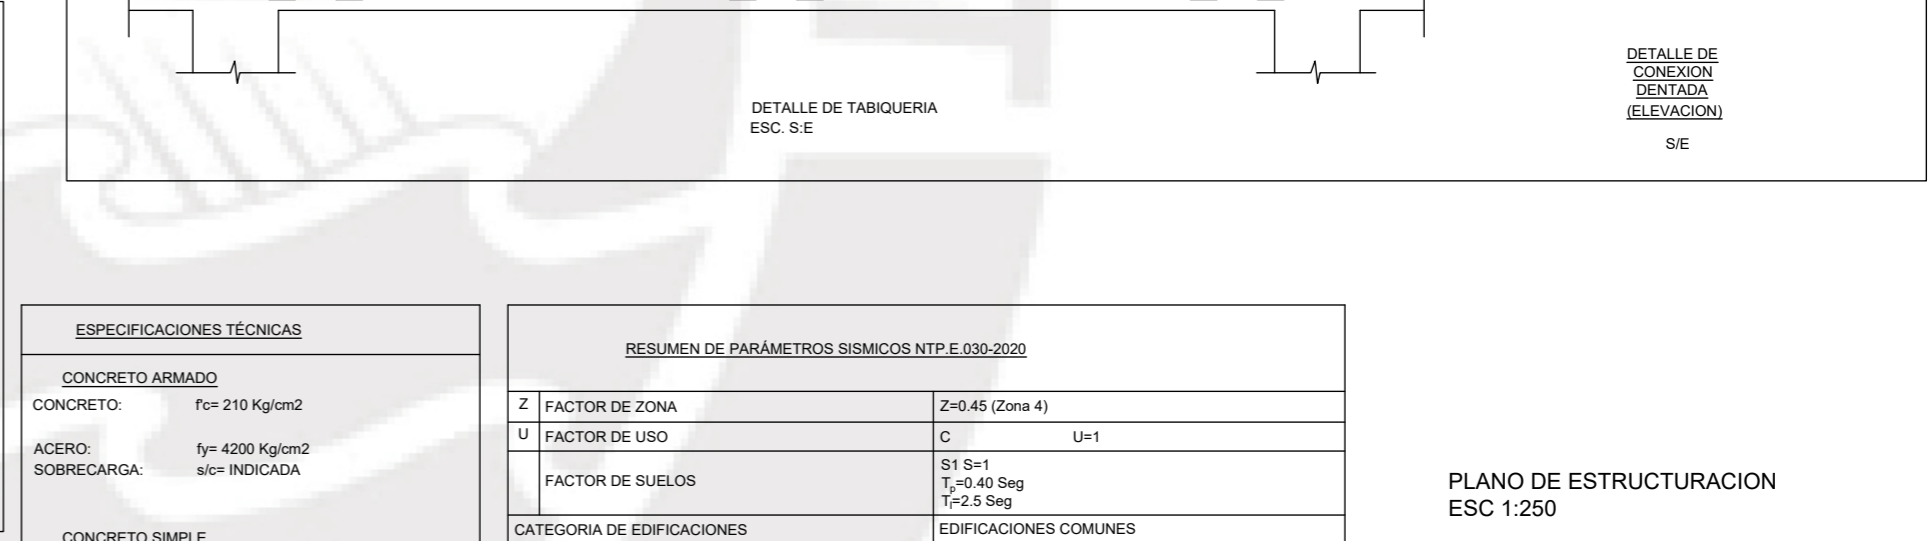 DETALLE DE
CONEXION
DENTADA
(ELEVACION)
S/E
DETALLE DE TABIQUERIA
ESC. S:E
ESPECIFICACIONES TÉCNICAS
CONCRETO ARMADO
CONCRETO: f'c= 210 Kg/cm2
ACERO: fy= 4200 Kg/cm2
SOBRECARGA: s/c= INDICADA
CONCRETO SIMPLE
RESUMEN DE PARÁMETROS SISMICOS NTP.E.030-2020
Z FACTOR DE ZONA Z=0.45 (Zona 4)
U FACTOR DE USO C U=1
FACTOR DE SUELOS
S1 S=1
Tp=0.40 Seg
Tl=2.5 Seg
CATEGORIA DE EDIFICACIONES EDIFICACIONES COMUNES
PLANO DE ESTRUCTURACION
ESC 1:250